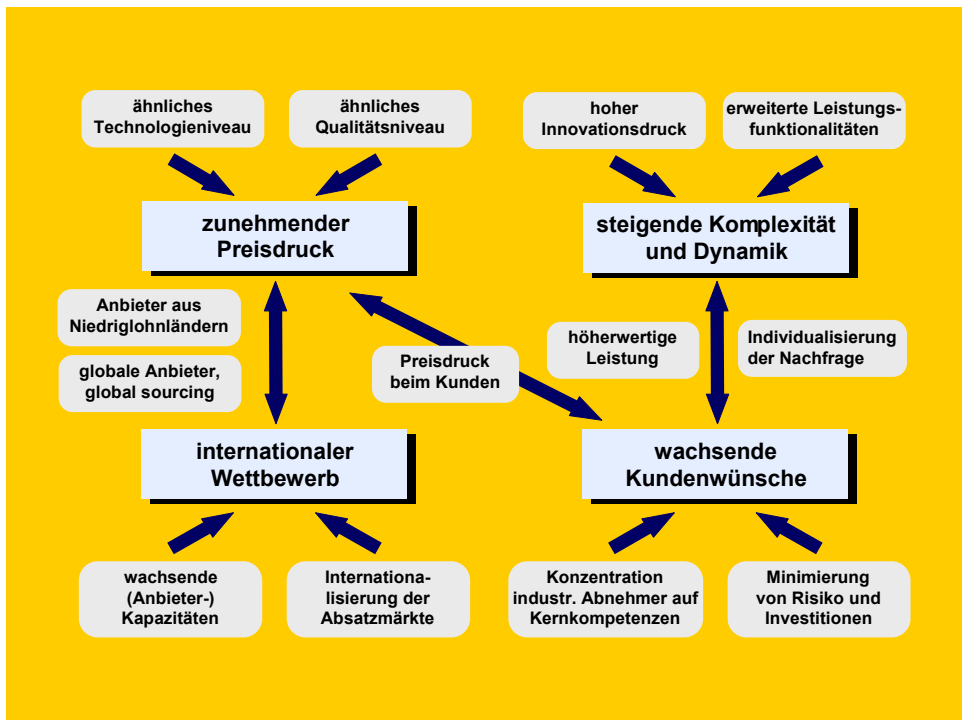 ähnliches
Technologieniveau
ähnliches
Qualitätsniveau
hoher
Innovationsdruck
erweiterte Leistungs-
funktionalitäten
zunehmender
Preisdruck
steigende Komplexität
und Dynamik
Anbieter aus
Niedriglohnländern
globale Anbieter,
global sourcing
Preisdruck
beim Kunden
höherwertige
Leistung
Individualisierung
der Nachfrage
internationaler
Wettbewerb
wachsende
Kundenwünsche
wachsende
(Anbieter-)
Kapazitäten
Internationa-
lisierung der
Absatzmärkte
Konzentration
industr. Abnehmer auf
Kernkompetenzen
Minimierung
von Risiko und
Investitionen